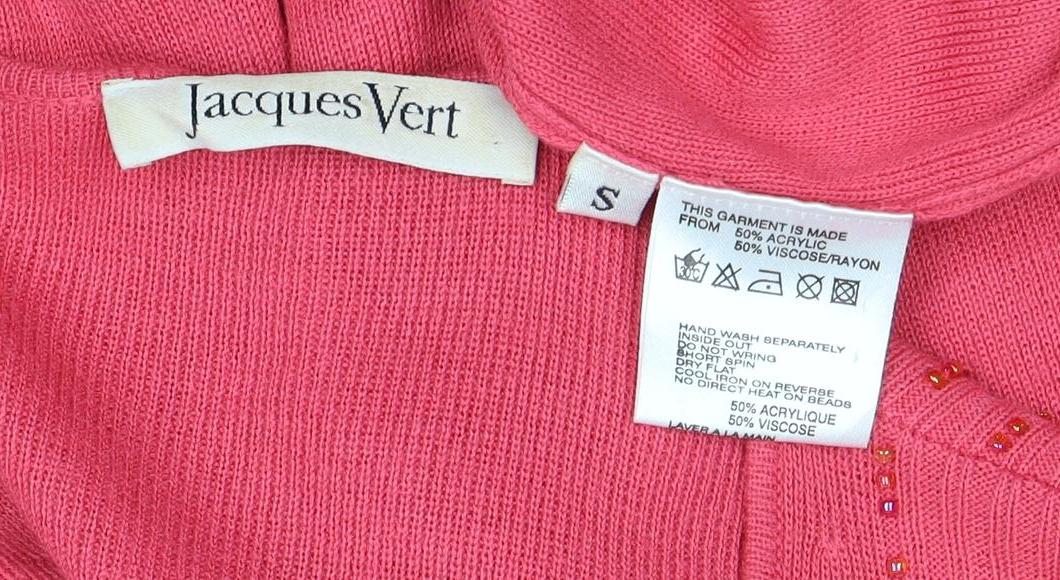 Jacques Vert
S
THIS GARMENT IS MADE
FROM 50% ACRYLIC
50% VISCOSE/RAYON
30°C
HAND WASH SEPARATELY
INSIDE OUT
DO NOT WRING
SHORT SPIN
DRY FLAT
COOL IRON ON REVERSE
NO DIRECT HEAT ON BEADS
50% ACRYLIQUE
50% VISCOSE
LAVER A LA MAIN